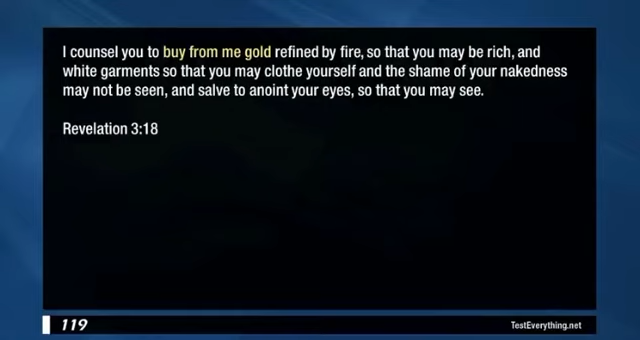 I counsel you to buy from me gold refined by fire, so that you may be rich, and
white garments so that you may clothe yourself and the shame of your nakedness
may not be seen, and salve to anoint your eyes, so that you may see.
Revelation 3:18
119
TestEverything.net